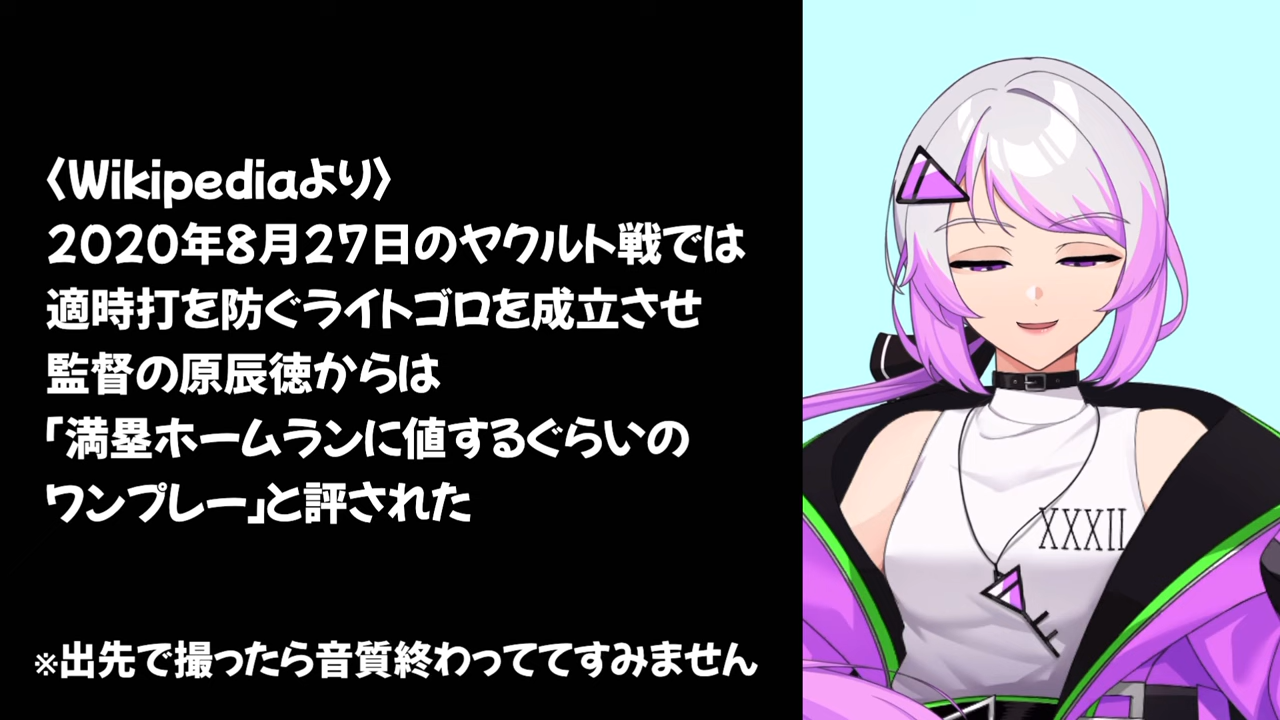 〈Wikipediaより〉
2020年8月27日のヤクルト戦では
適時打を防ぐライトゴロを成立させ
監督の原辰徳からは
「満塁ホームランに値するぐらいの
ワンプレー」と評された
※出先で撮ったら音質終わっててすみません
XXXII